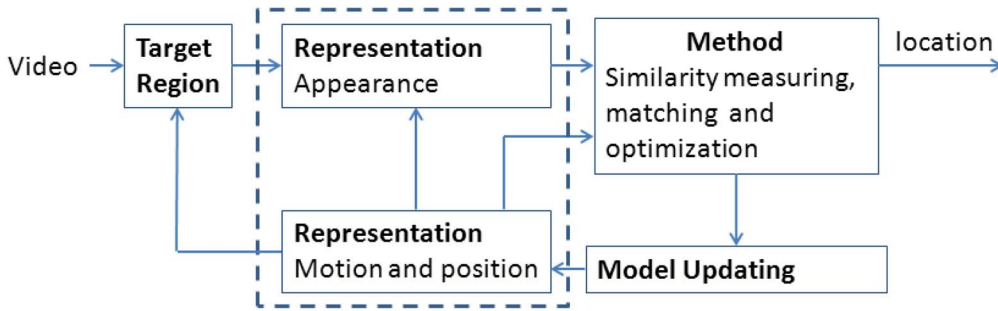 Video
Target
Region
Representation
Appearance
Method
Similarity measuring,
matching and
optimization
location
Representation
Motion and position
Model Updating